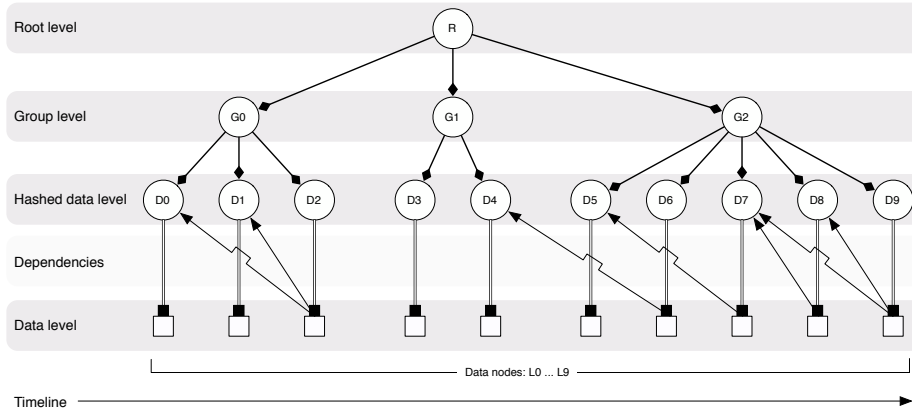 Root level
R
Group level
G0 G1 G2
Hashed data level
D0 D1 D2 D3 D4 D5 D6 D7 D8 D9
Dependencies
Data level
Data nodes: L0 ... L9
Timeline